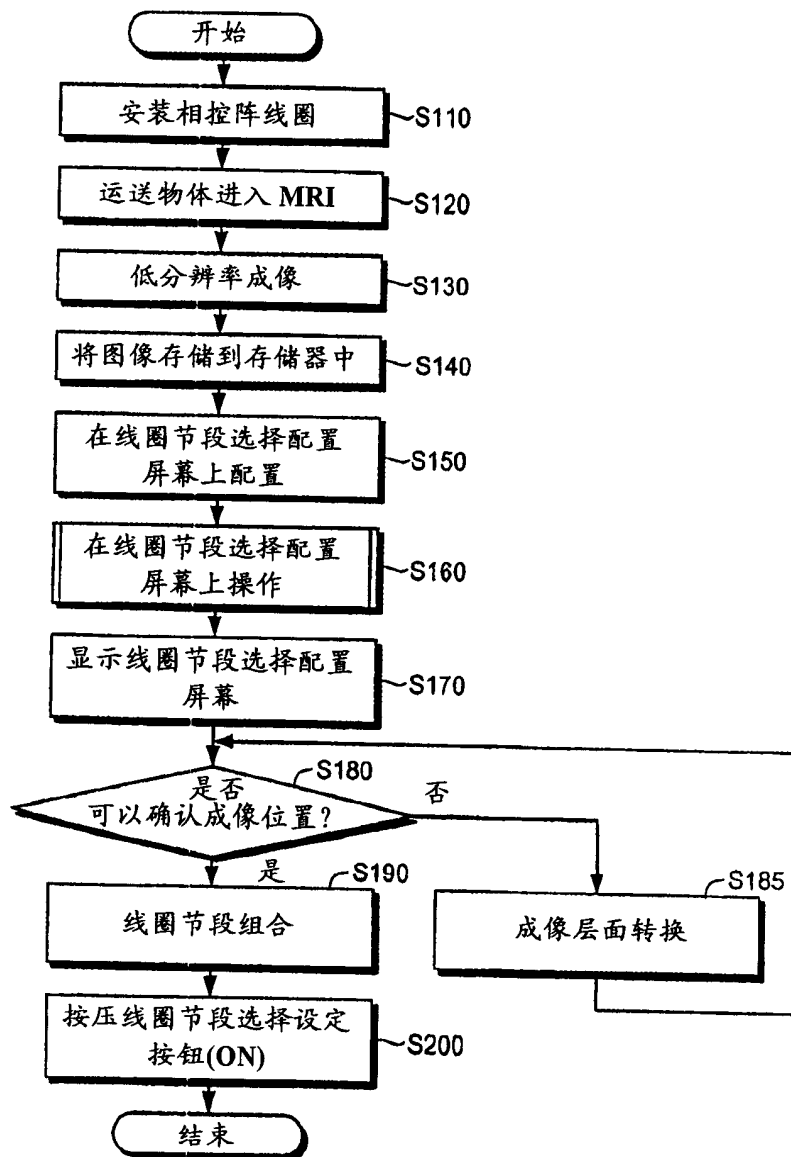 开始
安装相控阵线圈
S110
运送物体进入 MRI
S120
低分辨率成像
S130
将图像存储到存储器中
S140
在线圈节段选择配置
屏幕上配置
S150
在线圈节段选择配置
屏幕上操作
S160
显示线圈节段选择配置
屏幕
S170
S180
是否
可以确认成像位置?
否
是
S190
线圈节段组合
S185
成像层面转换
按压线圈节段选择设定
按钮(ON)
S200
结束